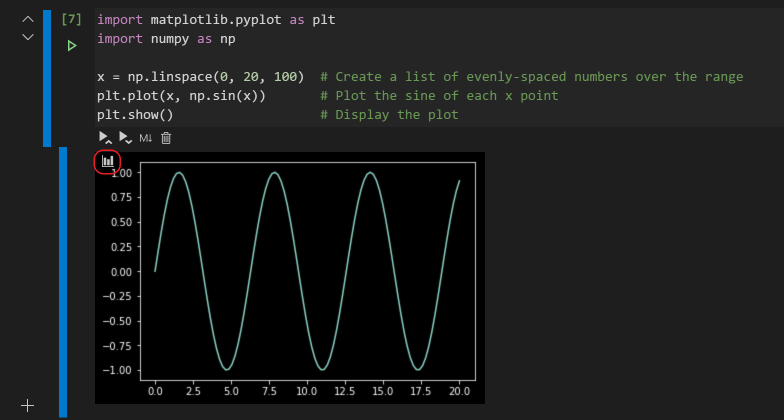 [7] import matplotlib.pyplot as plt
import numpy as np
x = np.linspace(0, 20, 100)  # Create a list of evenly-spaced numbers over the range
plt.plot(x, np.sin(x))       # Plot the sine of each x point
plt.show()                   # Display the plot
M↓
1.00
0.75
0.50
0.25
0.00
−0.25
−0.50
−0.75
−1.00
0.0 2.5 5.0 7.5 10.0 12.5 15.0 17.5 20.0